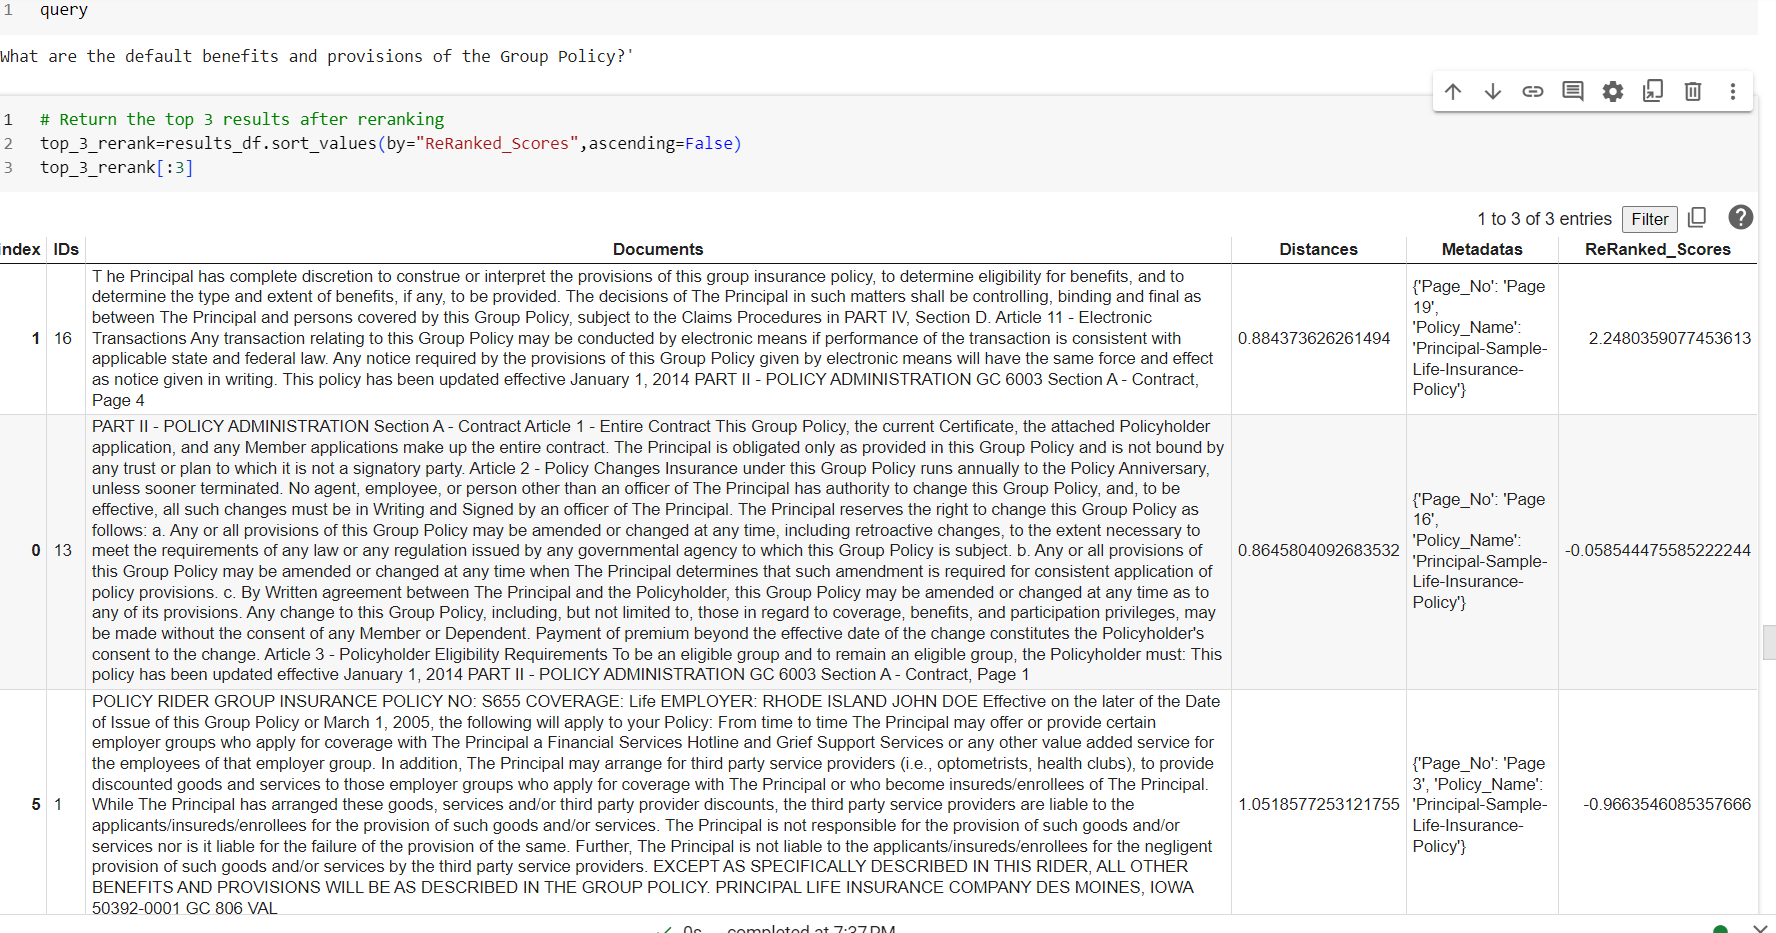 1 query
What are the default benefits and provisions of the Group Policy?'
1 # Return the top 3 results after reranking
2 top_3_rerank=results_df.sort_values(by="ReRanked_Scores",ascending=False)
3 top_3_rerank[:3]
1 to 3 of 3 entries Filter
index IDs Documents Distances Metadatas ReRanked_Scores
1 16
T he Principal has complete discretion to construe or interpret the provisions of this group insurance policy, to determine eligibility for benefits, and to
determine the type and extent of benefits, if any, to be provided. The decisions of The Principal in such matters shall be controlling, binding and final as
between The Principal and persons covered by this Group Policy, subject to the Claims Procedures in PART IV, Section D. Article 11 - Electronic
Transactions Any transaction relating to this Group Policy may be conducted by electronic means if performance of the transaction is consistent with
applicable state and federal law. Any notice required by the provisions of this Group Policy given by electronic means will have the same force and effect
as notice given in writing. This policy has been updated effective January 1, 2014 PART II - POLICY ADMINISTRATION GC 6003 Section A - Contract,
Page 4
0.884373626261494
{'Page_No': 'Page
19',
'Policy_Name':
'Principal-Sample-
Life-Insurance-
Policy'}
2.2480359077453613
0 13
PART II - POLICY ADMINISTRATION Section A - Contract Article 1 - Entire Contract This Group Policy, the current Certificate, the attached Policyholder
application, and any Member applications make up the entire contract. The Principal is obligated only as provided in this Group Policy and is not bound by
any trust or plan to which it is not a signatory party. Article 2 - Policy Changes Insurance under this Group Policy runs annually to the Policy Anniversary,
unless sooner terminated. No agent, employee, or person other than an officer of The Principal has authority to change this Group Policy, and, to be
effective, all such changes must be in Writing and Signed by an officer of The Principal. The Principal reserves the right to change this Group Policy as
follows: a. Any or all provisions of this Group Policy may be amended or changed at any time, including retroactive changes, to the extent necessary to
meet the requirements of any law or any regulation issued by any governmental agency to which this Group Policy is subject. b. Any or all provisions of
this Group Policy may be amended or changed at any time when The Principal determines that such amendment is required for consistent application of
policy provisions. c. By Written agreement between The Principal and the Policyholder, this Group Policy may be amended or changed at any time as to
any of its provisions. Any change to this Group Policy, including, but not limited to, those in regard to coverage, benefits, and participation privileges, may
be made without the consent of any Member or Dependent. Payment of premium beyond the effective date of the change constitutes the Policyholder's
consent to the change. Article 3 - Policyholder Eligibility Requirements To be an eligible group and to remain an eligible group, the Policyholder must: This
policy has been updated effective January 1, 2014 PART II - POLICY ADMINISTRATION GC 6003 Section A - Contract, Page 1
0.8645804092683532
{'Page_No': 'Page
16',
'Policy_Name':
'Principal-Sample-
Life-Insurance-
Policy'}
-0.058544475585222244
5 1
POLICY RIDER GROUP INSURANCE POLICY NO: S655 COVERAGE: Life EMPLOYER: RHODE ISLAND JOHN DOE Effective on the later of the Date
of Issue of this Group Policy or March 1, 2005, the following will apply to your Policy: From time to time The Principal may offer or provide certain
employer groups who apply for coverage with The Principal a Financial Services Hotline and Grief Support Services or any other value added service for
the employees of that employer group. In addition, The Principal may arrange for third party service providers (i.e., optometrists, health clubs), to provide
discounted goods and services to those employer groups who apply for coverage with The Principal or who become insureds/enrollees of The Principal.
While The Principal has arranged these goods, services and/or third party provider discounts, the third party service providers are liable to the
applicants/insureds/enrollees for the provision of such goods and/or services. The Principal is not responsible for the provision of such goods and/or
services nor is it liable for the failure of the provision of the same. Further, The Principal is not liable to the applicants/insureds/enrollees for the negligent
provision of such goods and/or services by the third party service providers. EXCEPT AS SPECIFICALLY DESCRIBED IN THIS RIDER, ALL OTHER
BENEFITS AND PROVISIONS WILL BE AS DESCRIBED IN THE GROUP POLICY. PRINCIPAL LIFE INSURANCE COMPANY DES MOINES, IOWA
50392-0001 GC 806 VAL
1.0518577253121755
{'Page_No': 'Page
3', 'Policy_Name':
'Principal-Sample-
Life-Insurance-
Policy'}
-0.9663546085357666
0s completed at 7:37 PM